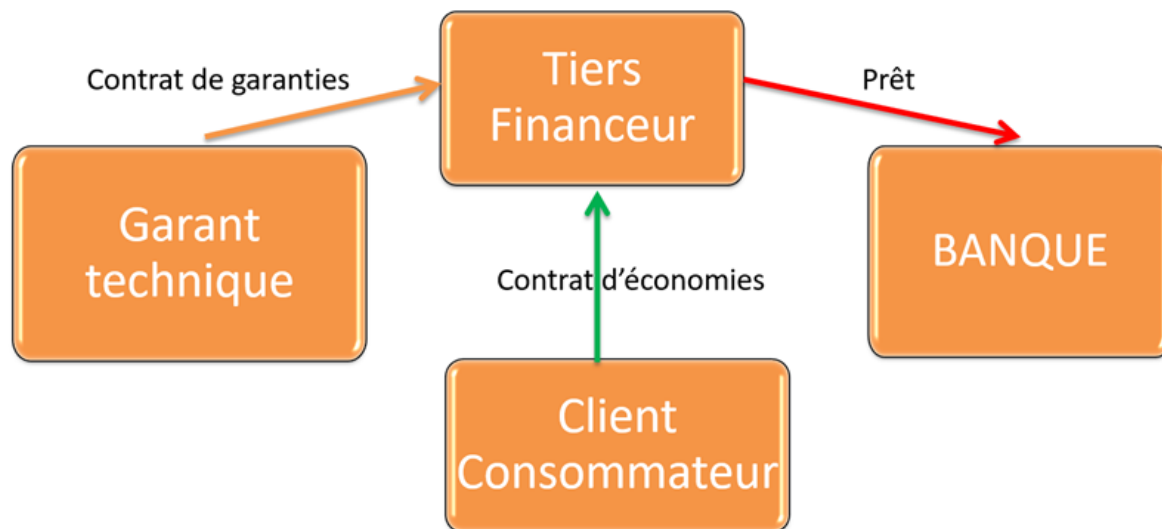 Tiers
Financeur
Contrat de garanties
Prêt
Garant
technique
BANQUE
Contrat d’économies
Client
Consommateur